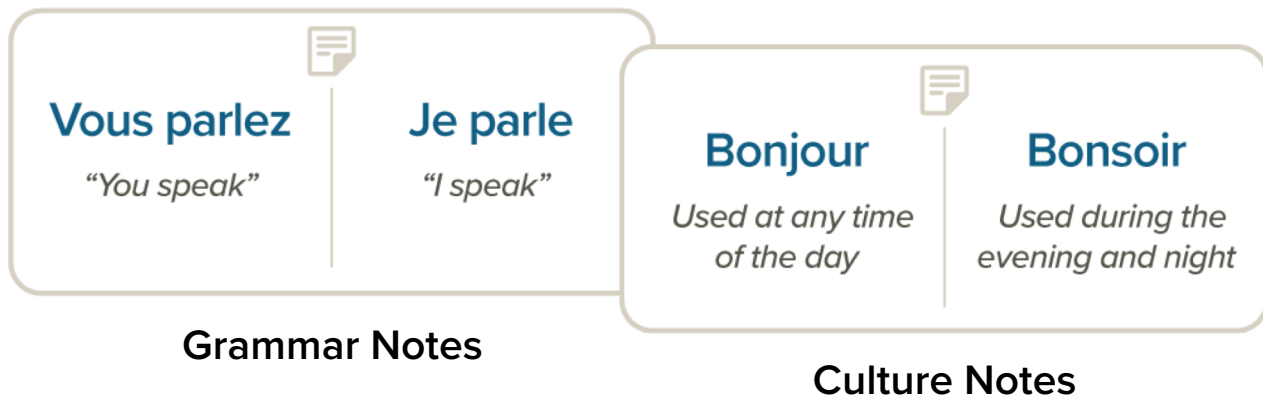 Vous parlez
“You speak”
Je parle
“I speak”
Grammar Notes
Bonjour
Used at any time
of the day
Bonsoir
Used during the
evening and night
Culture Notes